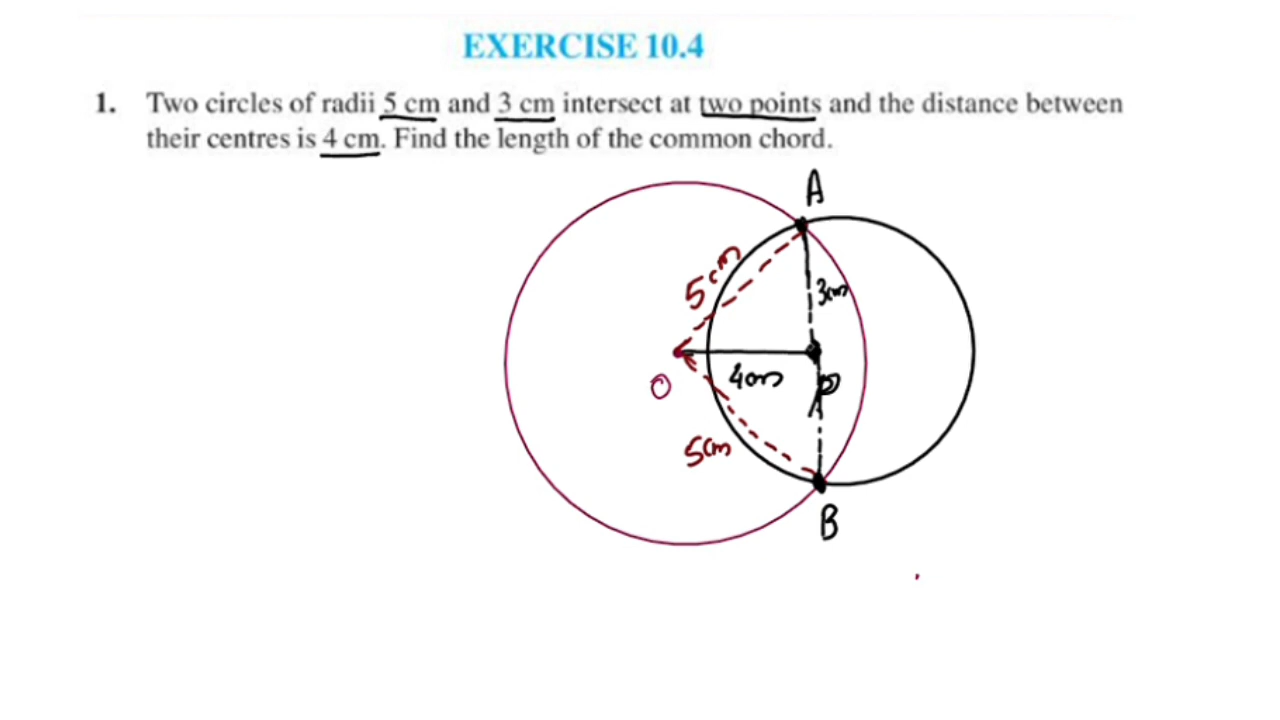 EXERCISE 10.4
1. Two circles of radii 5 cm and 3 cm intersect at two points and the distance between
their centres is 4 cm. Find the length of the common chord.
A
5cm
3cm
O
4cm
P
5cm
B